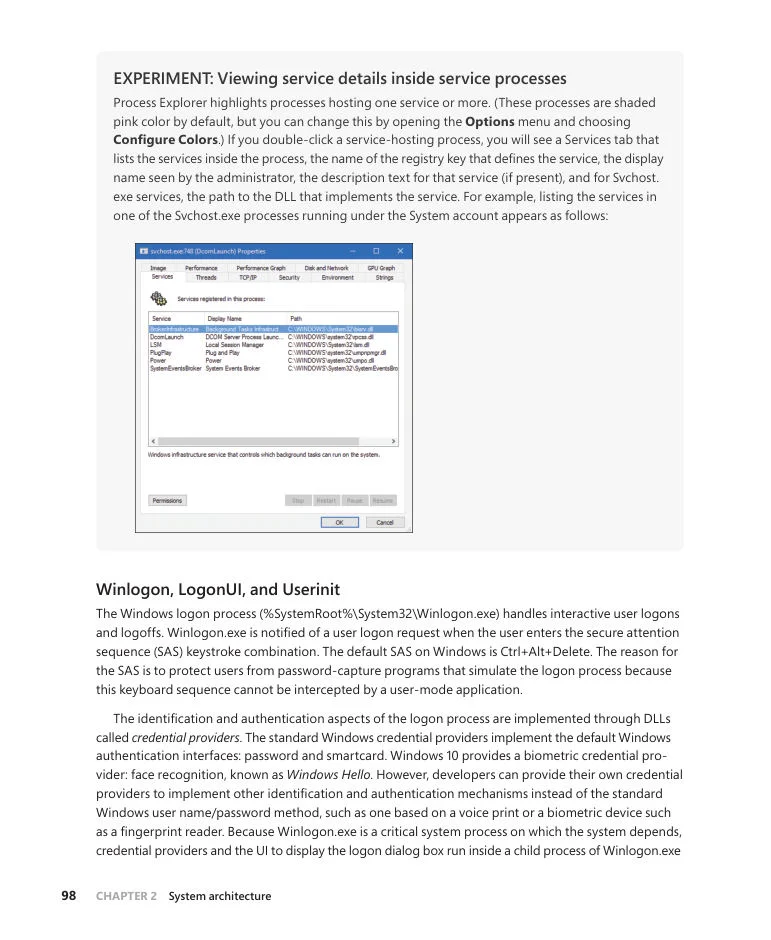 EXPERIMENT: Viewing service details inside service processes
Process Explorer highlights processes hosting one service or more. (These processes are shaded
pink color by default, but you can change this by opening the Options menu and choosing
Configure Colors.) If you double-click a service-hosting process, you will see a Services tab that
lists the services inside the process, the name of the registry key that defines the service, the display
name seen by the administrator, the description text for that service (if present), and for Svchost.
exe services, the path to the DLL that implements the service. For example, listing the services in
one of the Svchost.exe processes running under the System account appears as follows:
svchost.exe:748 (DcomLaunch) Properties
Image Performance Performance Graph Disk and Network GPU Graph
Services Threads TCP/IP Security Environment Strings
Services registered in this process:
Service Display Name Path
BrokerInfrastructure Background Tasks Infrastruct C:\WINDOWS\System32\bisrv.dll
DcomLaunch DCOM Server Process Launc... C:\WINDOWS\system32\rpcss.dll
LSM Local Session Manager C:\WINDOWS\System32\lsm.dll
PlugPlay Plug and Play C:\WINDOWS\system32\umpnpmgr.dll
Power Power C:\WINDOWS\system32\umpo.dll
SystemEventsBroker System Events Broker C:\WINDOWS\System32\SystemEventsBro
Windows infrastructure service that controls which background tasks can run on the system.
Permissions Stop Restart Pause Resume
OK Cancel
Winlogon, LogonUI, and Userinit
The Windows logon process (%SystemRoot%\System32\Winlogon.exe) handles interactive user logons
and logoffs. Winlogon.exe is notified of a user logon request when the user enters the secure attention
sequence (SAS) keystroke combination. The default SAS on Windows is Ctrl+Alt+Delete. The reason for
the SAS is to protect users from password-capture programs that simulate the logon process because
this keyboard sequence cannot be intercepted by a user-mode application.
The identification and authentication aspects of the logon process are implemented through DLLs
called credential providers. The standard Windows credential providers implement the default Windows
authentication interfaces: password and smartcard. Windows 10 provides a biometric credential pro-
vider: face recognition, known as Windows Hello. However, developers can provide their own credential
providers to implement other identification and authentication mechanisms instead of the standard
Windows user name/password method, such as one based on a voice print or a biometric device such
as a fingerprint reader. Because Winlogon.exe is a critical system process on which the system depends,
credential providers and the UI to display the logon dialog box run inside a child process of Winlogon.exe
98 CHAPTER 2 System architecture